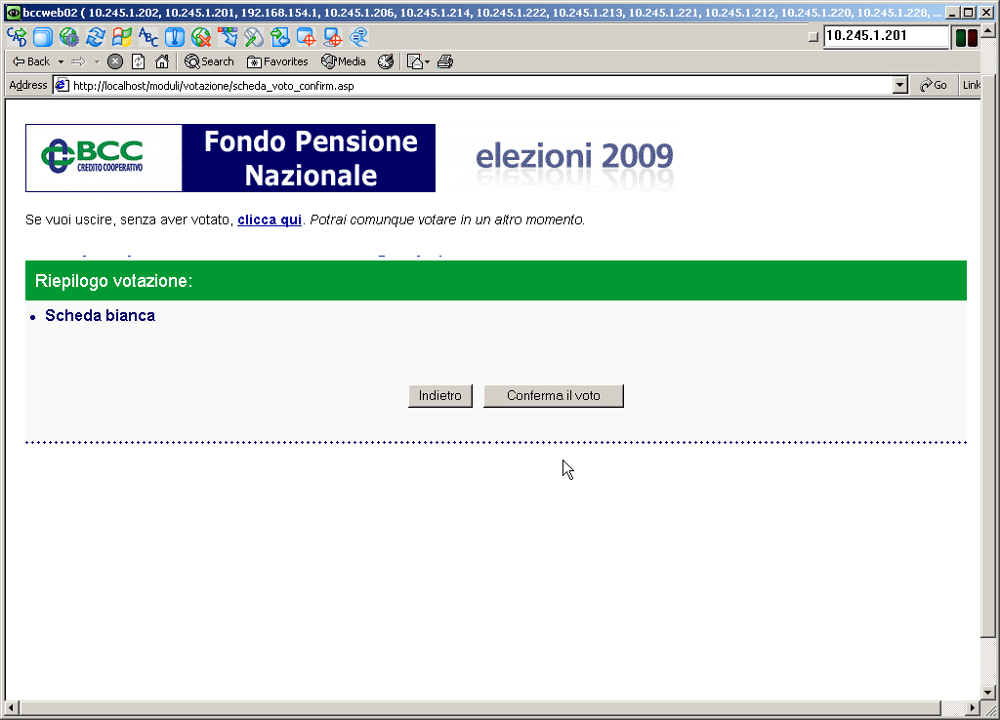 bccweb02 ( 10.245.1.202, 10.245.1.201, 192.168.154.1, 10.245.1.206, 10.245.1.214, 10.245.1.222, 10.245.1.213, 10.245.1.221, 10.245.1.212, 10.245.1.220, 10.245.1.228, ...
10.245.1.201
Back Search Favorites Media
Address http://localhost/moduli/votazione/scheda_voto_confirm.asp Go Link
BCC
CREDITO COOPERATIVO
Fondo Pensione
Nazionale
elezioni 2009
Se vuoi uscire, senza aver votato, clicca qui. Potrai comunque votare in un altro momento.
Riepilogo votazione:
• Scheda bianca
Indietro Conferma il voto